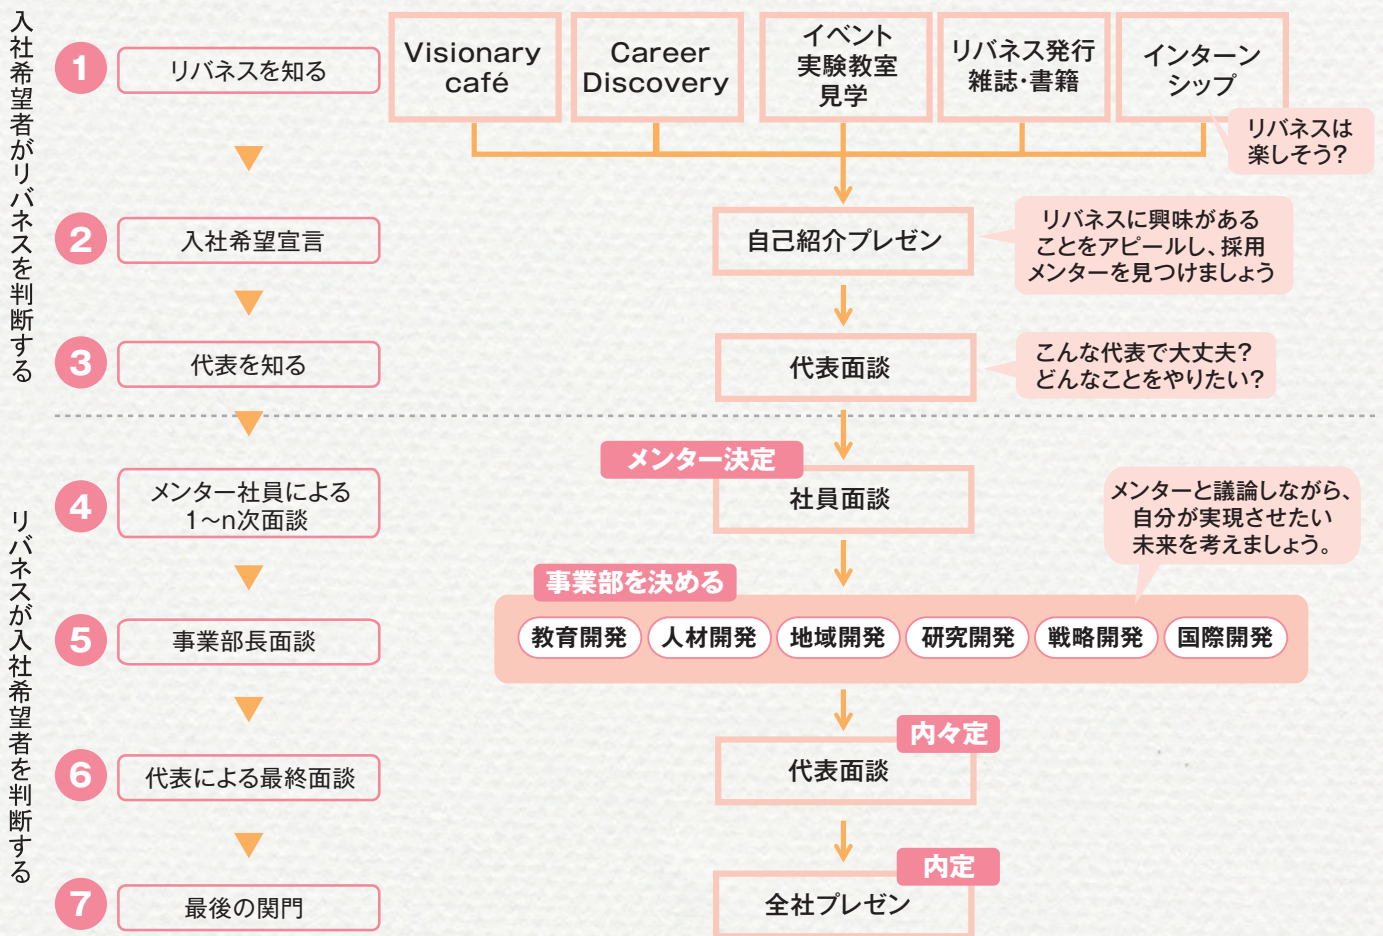 入社希望者がリバネスを判断する
1
リバネスを知る
Visionary
café
Career
Discovery
イベント
実験教室
見学
リバネス発行
雑誌・書籍
インターン
シップ
リバネスは
楽しそう?
2
入社希望宣言
自己紹介プレゼン
リバネスに興味がある
ことをアピールし、採用
メンターを見つけましょう
3
代表を知る
代表面談
こんな代表で大丈夫?
どんなことをやりたい?
リバネスが入社希望者を判断する
4
メンター社員による
1〜n次面談
メンター決定
社員面談
メンターと議論しながら、
自分が実現させたい
未来を考えましょう。
5
事業部長面談
事業部を決める
教育開発
人材開発
地域開発
研究開発
戦略開発
国際開発
6
代表による最終面談
内々定
代表面談
7
最後の関門
内定
全社プレゼン